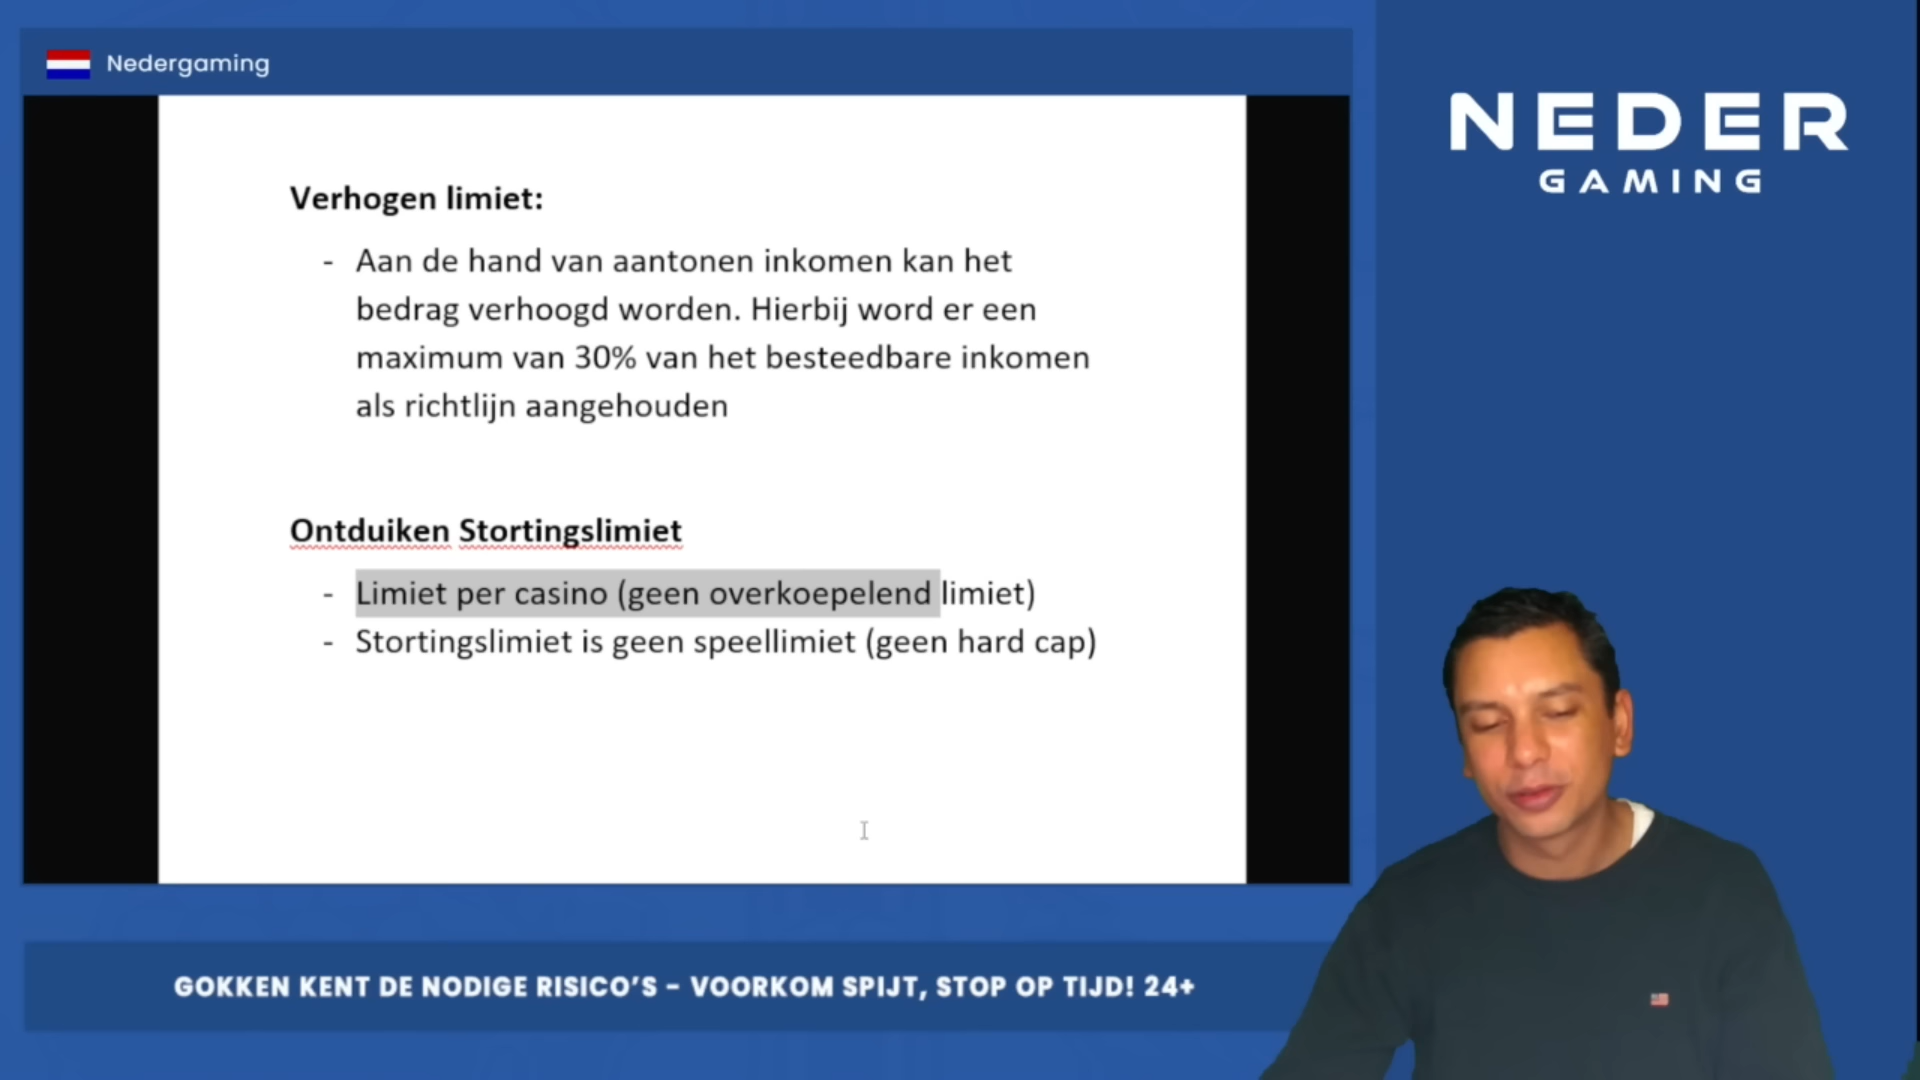 Nedergaming
NEDER
GAMING
Verhogen limiet:
- Aan de hand van aantonen inkomen kan het
bedrag verhoogd worden. Hierbij word er een
maximum van 30% van het besteedbare inkomen
als richtlijn aangehouden
Ontduiken Stortingslimiet
- Limiet per casino (geen overkoepelend limiet)
- Stortingslimiet is geen speellimiet (geen hard cap)
GOKKEN KENT DE NODIGE RISICO'S - VOORKOM SPIJT, STOP OP TIJD! 24+